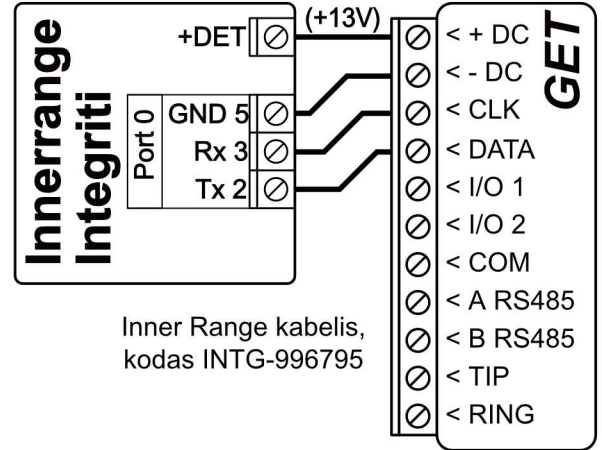 Innerrange
Integriti
+DET
(+13V)
Port 0
GND 5
Rx 3
Tx 2
Inner Range kabelis,
kodas INTG-996795
GET
< + DC
< - DC
< CLK
< DATA
< I/O 1
< I/O 2
< COM
< A RS485
< B RS485
< TIP
< RING